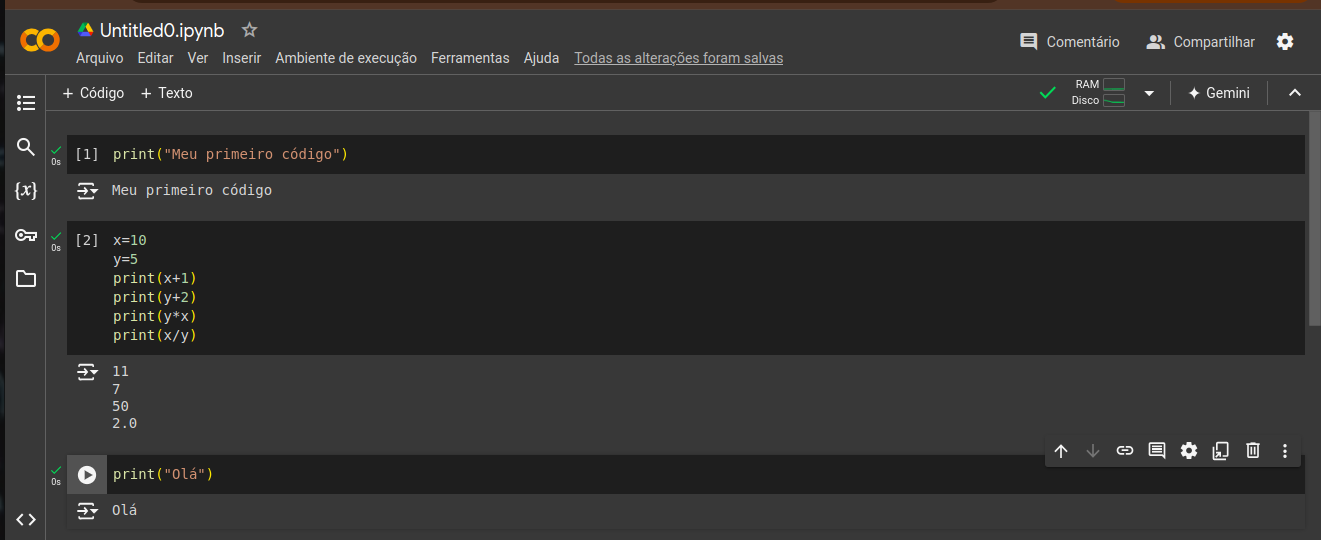 Untitled0.ipynb
Arquivo Editar Ver Inserir Ambiente de execução Ferramentas Ajuda Todas as alterações foram salvas
Comentário Compartilhar
+ Código + Texto
RAM
Disco
Gemini
[1] print("Meu primeiro código")
0s
Meu primeiro código
[2] x=10
0s
y=5
print(x+1)
print(y+2)
print(y*x)
print(x/y)
11
7
50
2.0
print("Olá")
0s
Olá
{x}